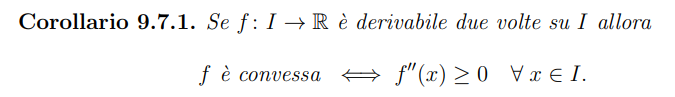 Corollario 9.7.1. Se f: I → ℝ è derivabile due volte su I allora
f è convessa ⟺ f″(x) ≥ 0 ∀ x ∈ I.